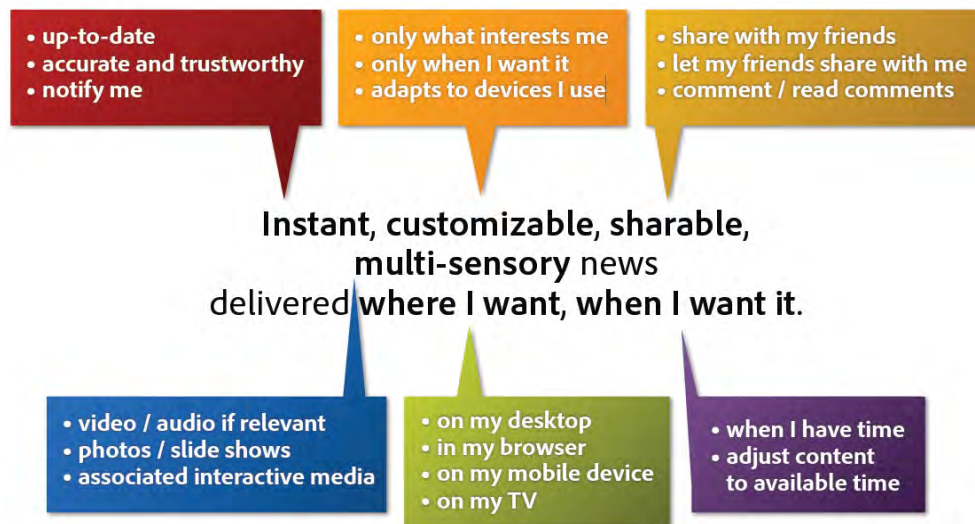 • up-to-date
• accurate and trustworthy
• notify me
• only what interests me
• only when I want it
• adapts to devices I use
• share with my friends
• let my friends share with me
• comment / read comments
Instant, customizable, sharable,
multi-sensory news
delivered where I want, when I want it.
• video / audio if relevant
• photos / slide shows
• associated interactive media
• on my desktop
• in my browser
• on my mobile device
• on my TV
• when I have time
• adjust content
to available time